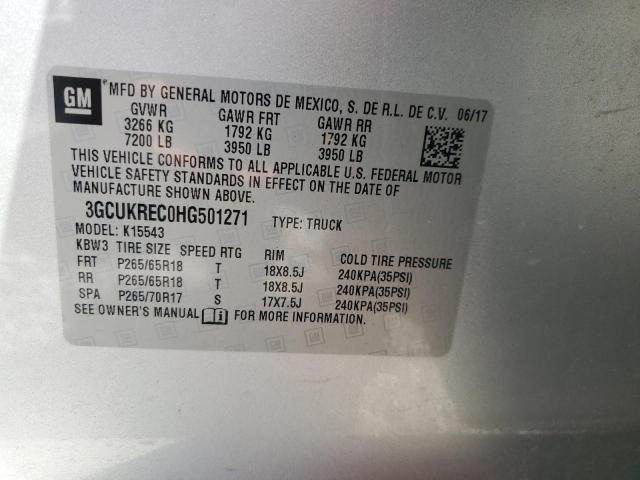 GM
® MFD BY GENERAL MOTORS DE MEXICO, S. DE R.L. DE C.V. 06/17
GVWR GAWR FRT GAWR RR
3266 KG 1792 KG 1792 KG
7200 LB 3950 LB 3950 LB
THIS VEHICLE CONFORMS TO ALL APPLICABLE U.S. FEDERAL MOTOR
VEHICLE SAFETY STANDARDS IN EFFECT ON THE DATE OF
MANUFACTURE SHOWN ABOVE.
3GCUKREC0HG501271 TYPE: TRUCK
MODEL: K15543
KBW3 TIRE SIZE SPEED RTG RIM COLD TIRE PRESSURE
FRT P265/65R18 T 18X8.5J 240KPA(35PSI)
RR P265/65R18 T 18X8.5J 240KPA(35PSI)
SPA P265/70R17 S 17X7.5J 240KPA(35PSI)
SEE OWNER'S MANUAL FOR MORE INFORMATION.